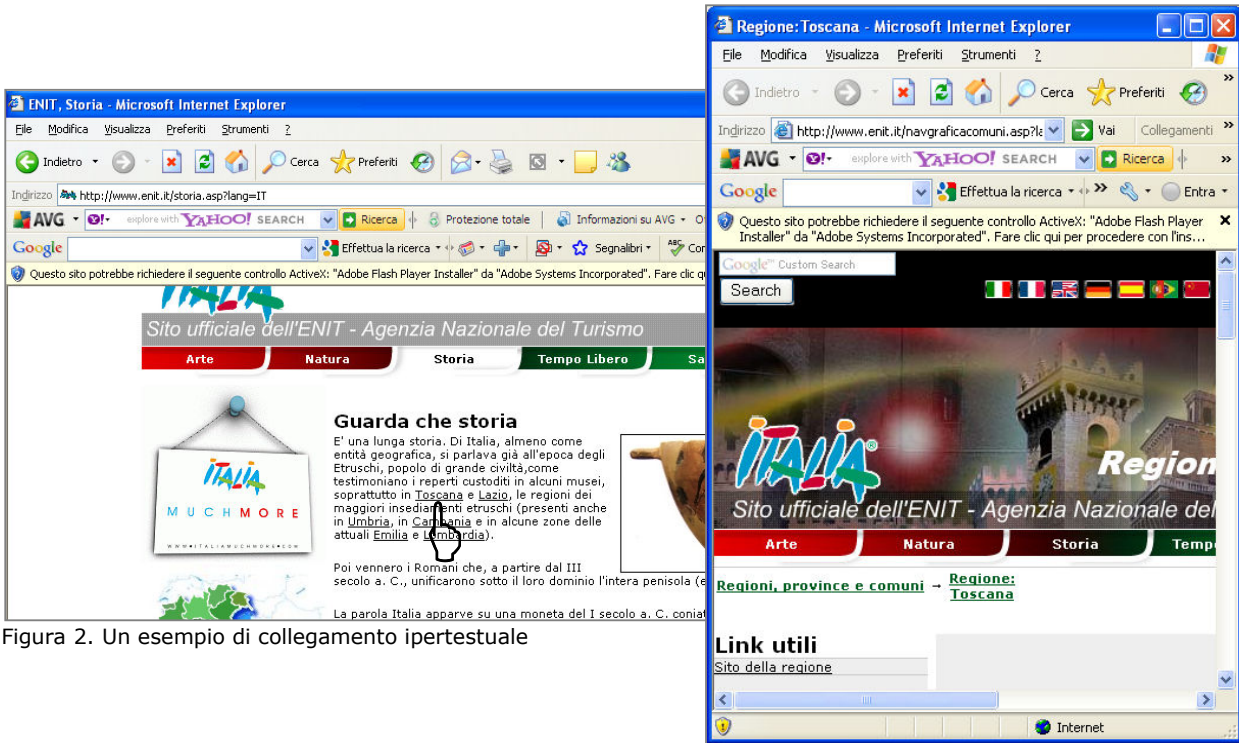 ENIT, Storia - Microsoft Internet Explorer
File Modifica Visualizza Preferiti Strumenti ?
Indietro Cerca Preferiti
Indirizzo http://www.enit.it/storia.asp?lang=IT
AVG explore with YAHOO! SEARCH Ricerca Protezione totale Informazioni su AVG
Google Effettua la ricerca Segnalibri
Questo sito potrebbe richiedere il seguente controllo ActiveX: "Adobe Flash Player Installer" da "Adobe Systems Incorporated". Fare clic
ITALIA
Sito ufficiale dell'ENIT - Agenzia Nazionale del Turismo
Arte Natura Storia Tempo Libero Sa
ITALIA
MUCH MORE
WWW.ITALIAMUCHMORE.COM
Guarda che storia
E' una lunga storia. Di Italia, almeno come
entità geografica, si parlava già all'epoca degli
Etruschi, popolo di grande civiltà,come
testimoniano i reperti custoditi in alcuni musei,
soprattutto in Toscana e Lazio, le regioni dei
maggiori insediamenti etruschi (presenti anche
in Umbria, in Campania e in alcune zone delle
attuali Emilia e Lombardia).
Poi vennero i Romani che, a partire dal III
secolo a. C., unificarono sotto il loro dominio l'intera penisola (e
La parola Italia apparve su una moneta del I secolo a. C. coniat
Figura 2. Un esempio di collegamento ipertestuale
Regione:Toscana - Microsoft Internet Explorer
File Modifica Visualizza Preferiti Strumenti ?
Indietro Cerca Preferiti »
Indirizzo http://www.enit.it/navgraficacomuni.asp?la Vai Collegamenti »
AVG explore with YAHOO! SEARCH Ricerca »
Google Effettua la ricerca » Entra
Questo sito potrebbe richiedere il seguente controllo ActiveX: "Adobe Flash Player
Installer" da "Adobe Systems Incorporated". Fare clic qui per procedere con l'ins...
Google™ Custom Search
Search
ITALIA®
Region
Sito ufficiale dell'ENIT - Agenzia Nazionale del
Arte Natura Storia Temp
Regioni, province e comuni → Regione:
Toscana
Link utili
Sito della regione
Internet